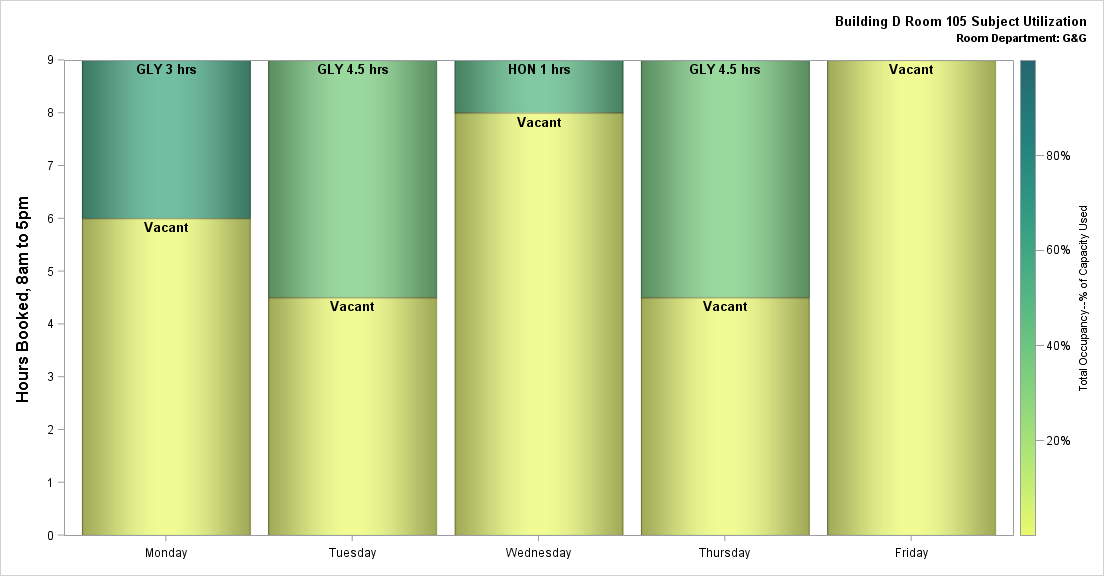 Building D Room 105 Subject Utilization
Room Department: G&G
Hours Booked, 8am to 5pm
9
8
7
6
5
4
3
2
1
0
GLY 3 hrs
Vacant
GLY 4.5 hrs
Vacant
HON 1 hrs
Vacant
GLY 4.5 hrs
Vacant
Vacant
Monday
Tuesday
Wednesday
Thursday
Friday
80%
60%
40%
20%
Total Occupancy--% of Capacity Used